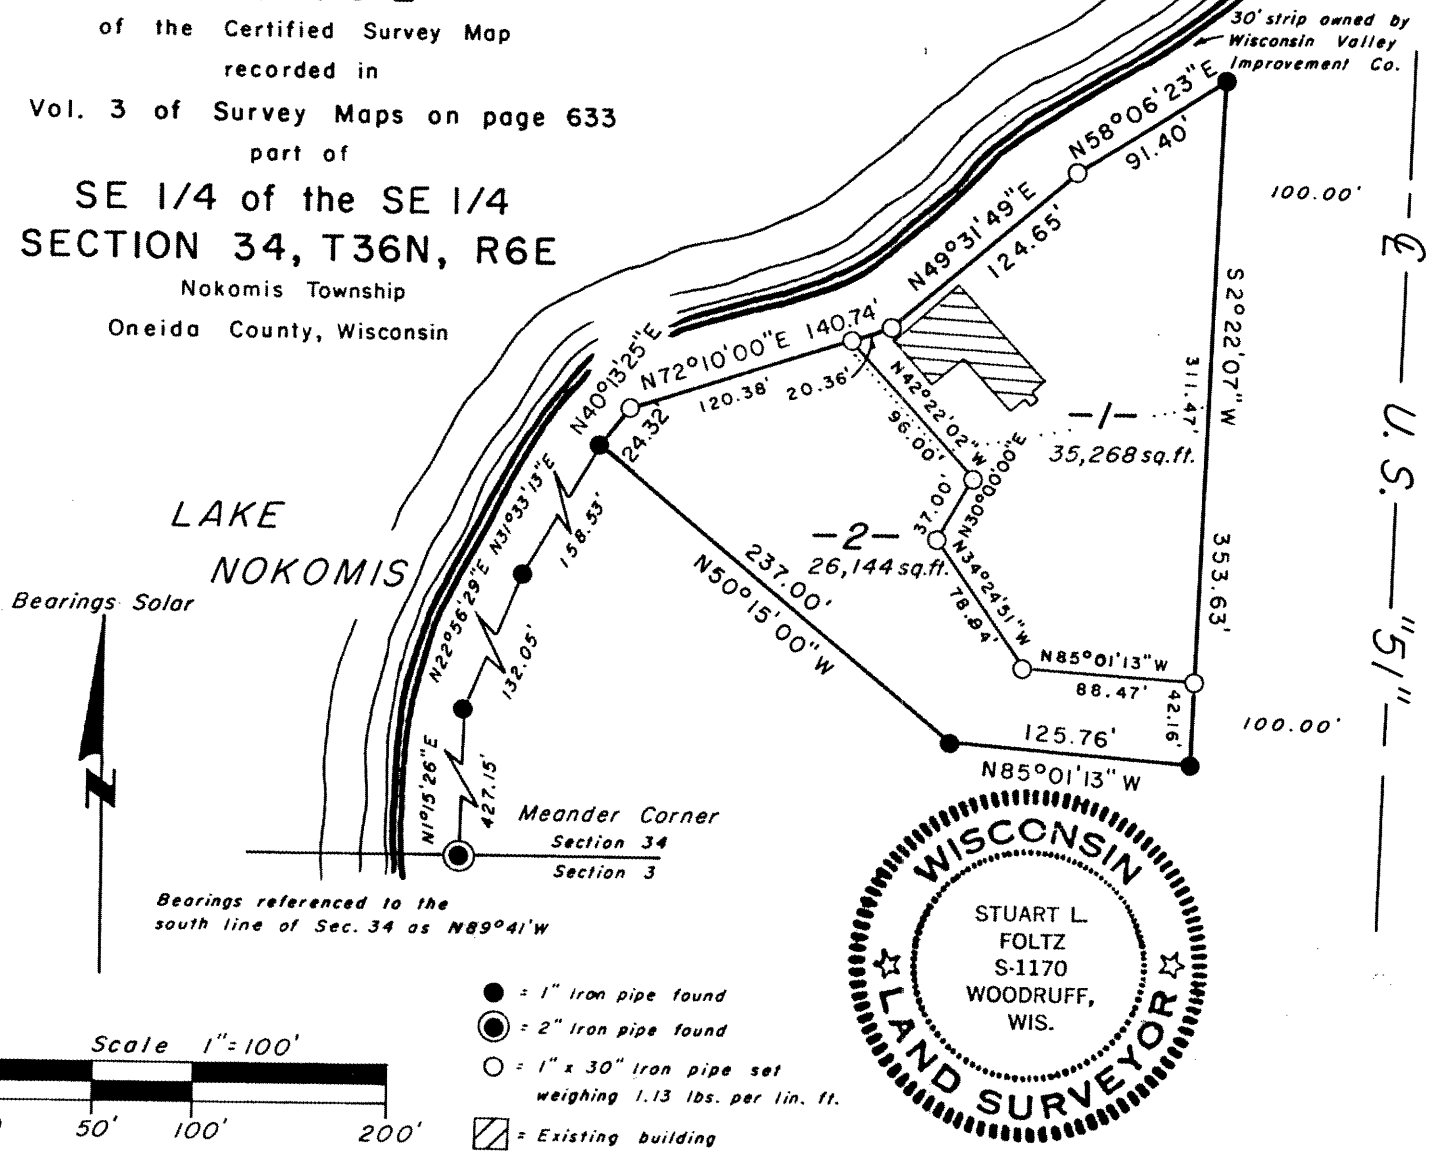 of the Certified Survey Map
recorded in
Vol. 3 of Survey Maps on page 633
part of
SE 1/4 of the SE 1/4
SECTION 34, T36N, R6E
Nokomis Township
Oneida County, Wisconsin
30' strip owned by
Wisconsin Valley
Improvement Co.
N58°06'23"E
91.40'
N49°31'49"E
124.65'
100.00'
S2°22'07"W
311.47'
353.63'
42.16'
100.00'
U.S. "51"
N72°10'00"E 140.74'
120.38' 20.36'
N40°13'25"E
24.32'
N42°22'02"W
96.00'
-1-
35,268 sq.ft.
37.00'
N30°00'00"E
-2-
26,144 sq.ft.
N34°24'51"W
237.00'
N50°15'00"W
N85°01'13"W
88.47'
125.76'
N85°01'13"W
N31°33'13"E
158.53'
N22°56'29"E
132.05'
N1°15'26"E
427.15'
LAKE
NOKOMIS
Bearings Solar
N
Meander Corner
Section 34
Section 3
Bearings referenced to the
south line of Sec. 34 as N89°41'W
● = 1" Iron pipe found
= 2" Iron pipe found
○ = 1" x 30" Iron pipe set
weighing 1.13 lbs. per lin. ft.
= Existing building
Scale 1"=100'
50' 100' 200'
WISCONSIN
STUART L.
FOLTZ
S-1170
WOODRUFF,
WIS.
LAND SURVEYOR